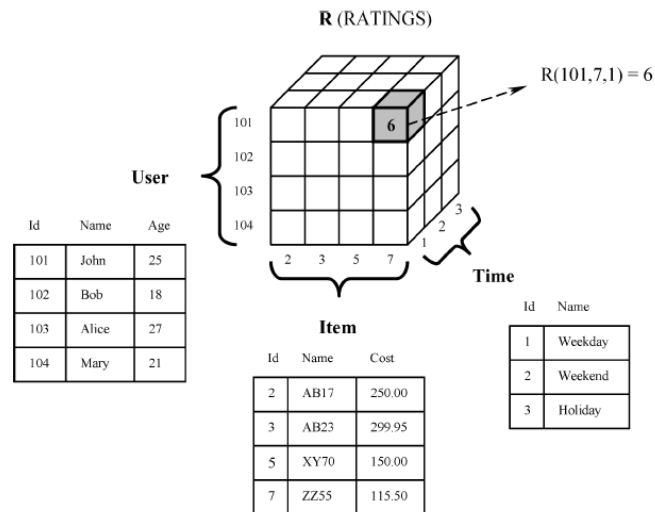 R (RATINGS)
R(101,7,1) = 6
6
101
102
103
104
User
2 3 5 7
1 2 3
Time
Item
Id Name Age
101 John 25
102 Bob 18
103 Alice 27
104 Mary 21
Id Name Cost
2 AB17 250.00
3 AB23 299.95
5 XY70 150.00
7 ZZ55 115.50
Id Name
1 Weekday
2 Weekend
3 Holiday